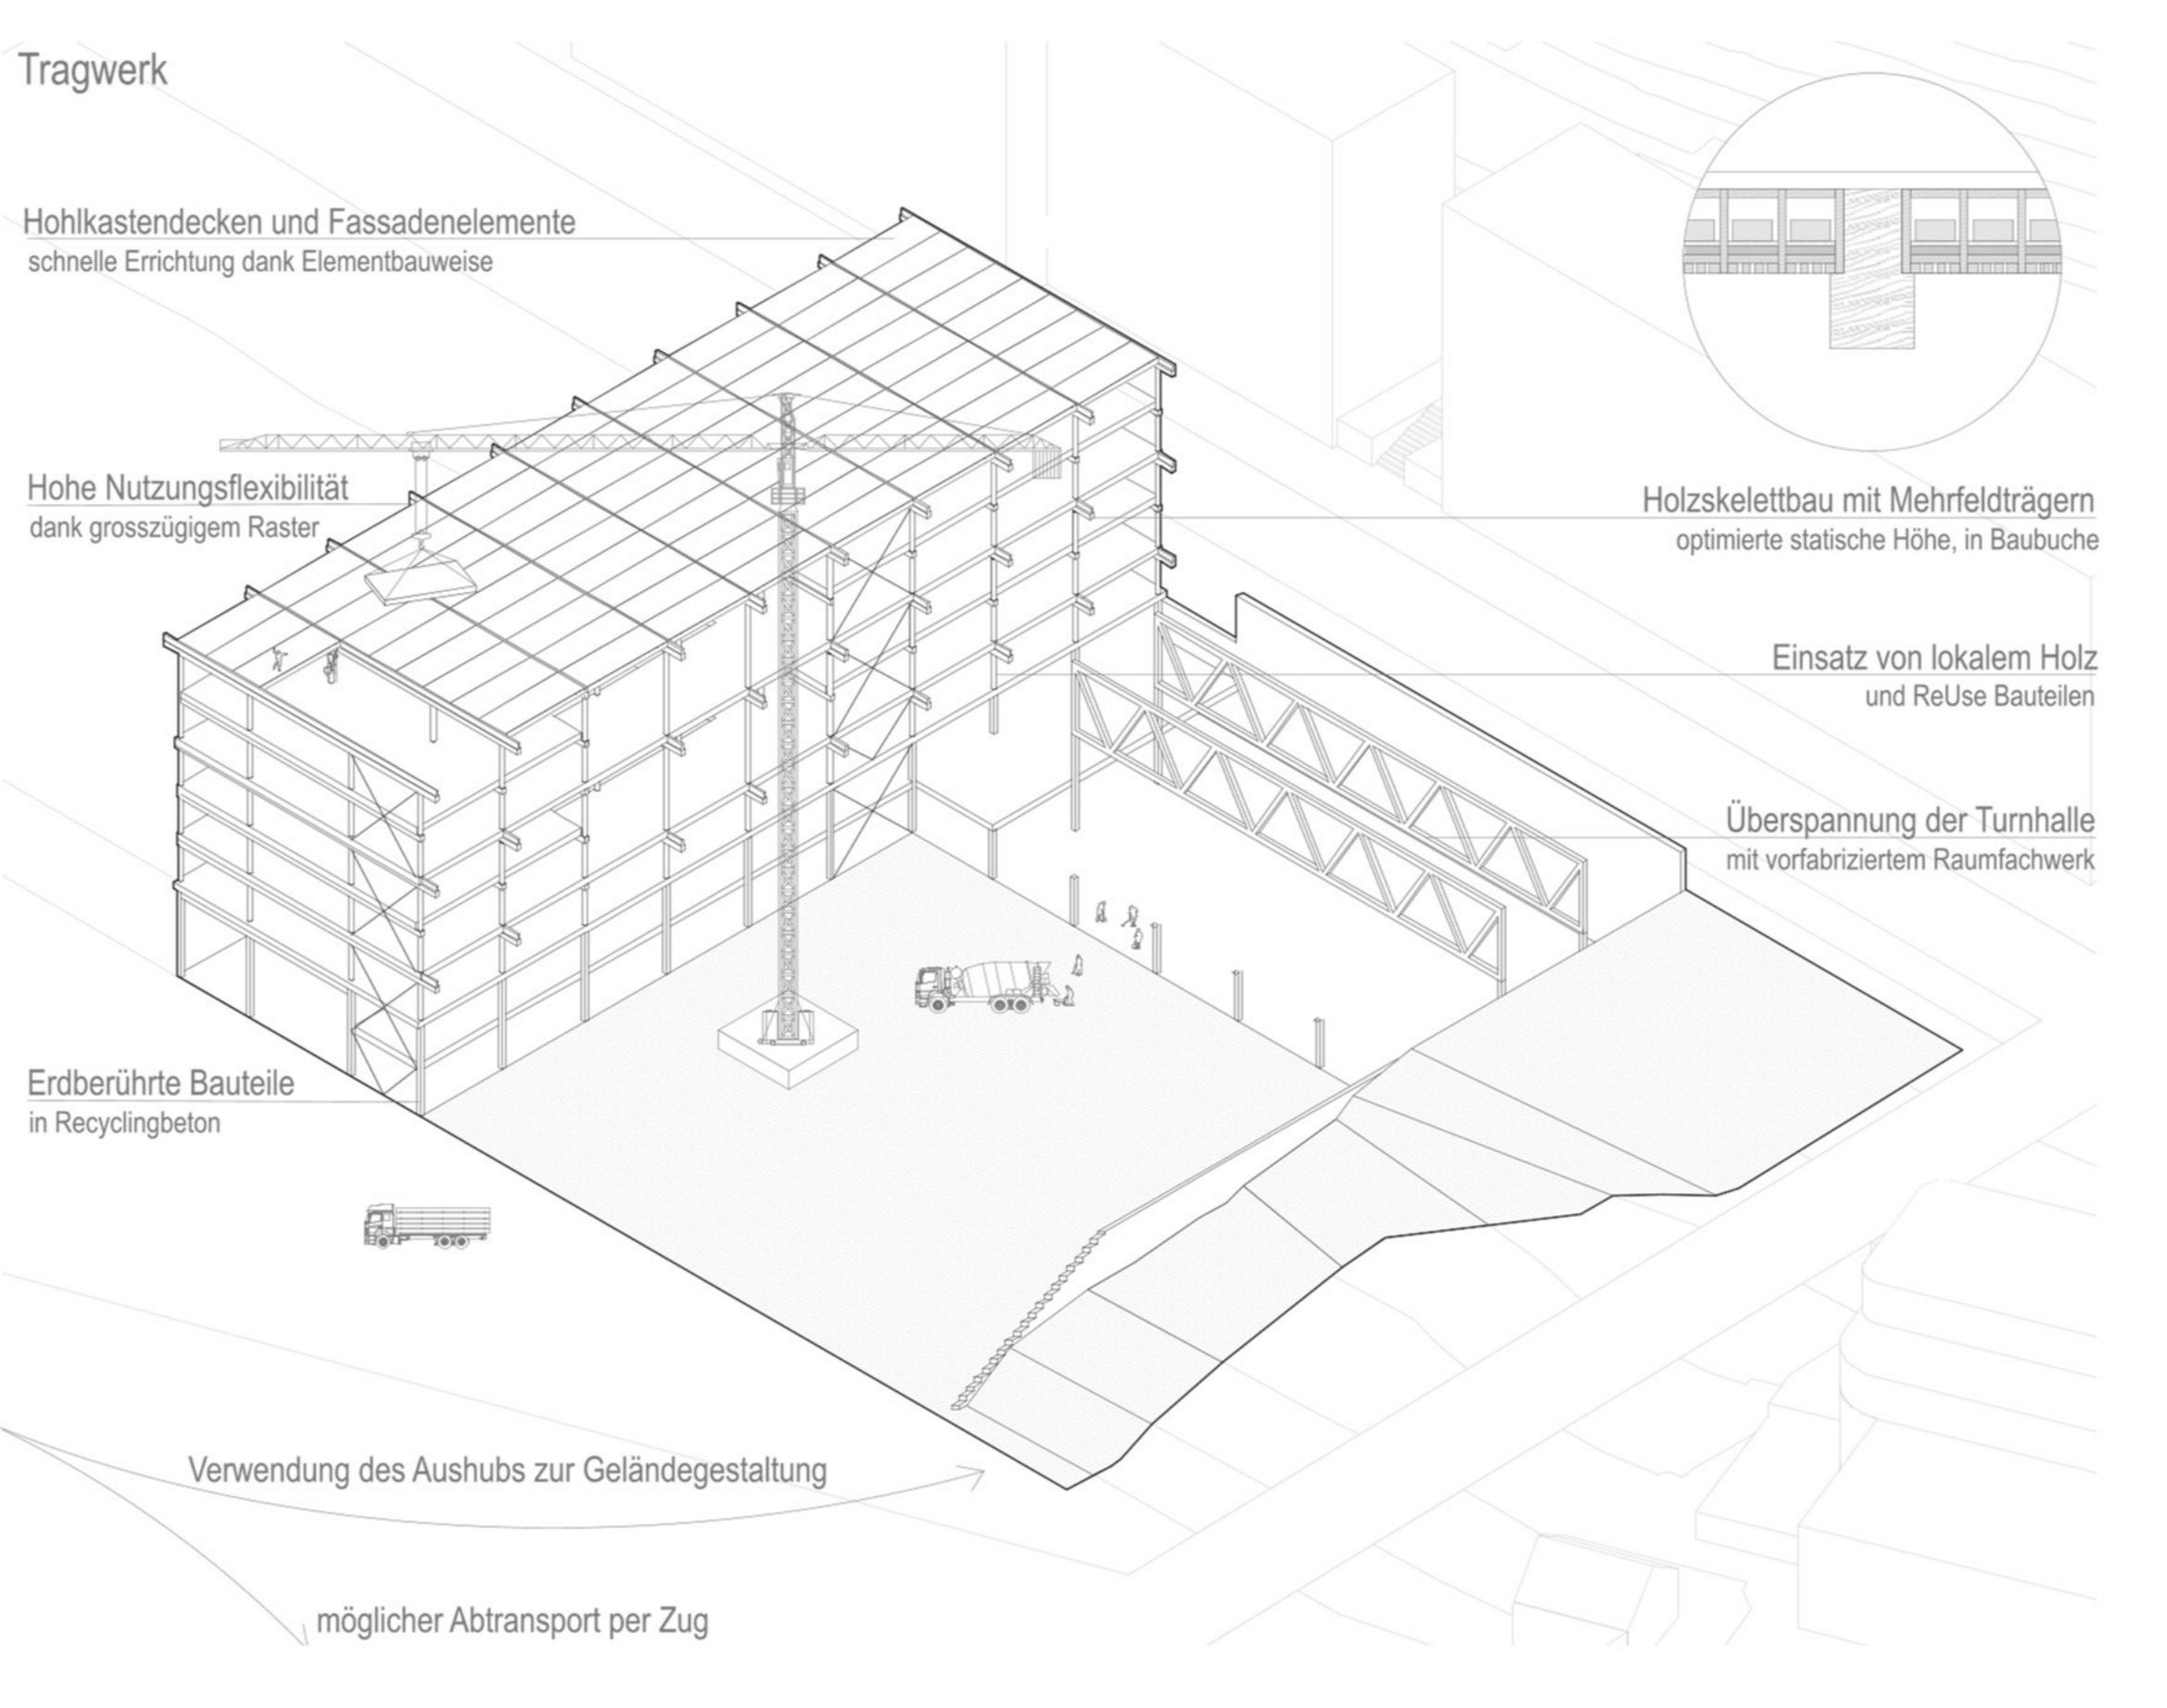 Tragwerk
Hohlkastendecken und Fassadenelemente
schnelle Errichtung dank Elementbauweise
Hohe Nutzungsflexibilität
dank grosszügigem Raster
Holzskelettbau mit Mehrfeldträgern
optimierte statische Höhe, in Baubuche
Einsatz von lokalem Holz
und ReUse Bauteilen
Überspannung der Turnhalle
mit vorfabriziertem Raumfachwerk
Erdberührte Bauteile
in Recyclingbeton
Verwendung des Aushubs zur Geländegestaltung
möglicher Abtransport per Zug